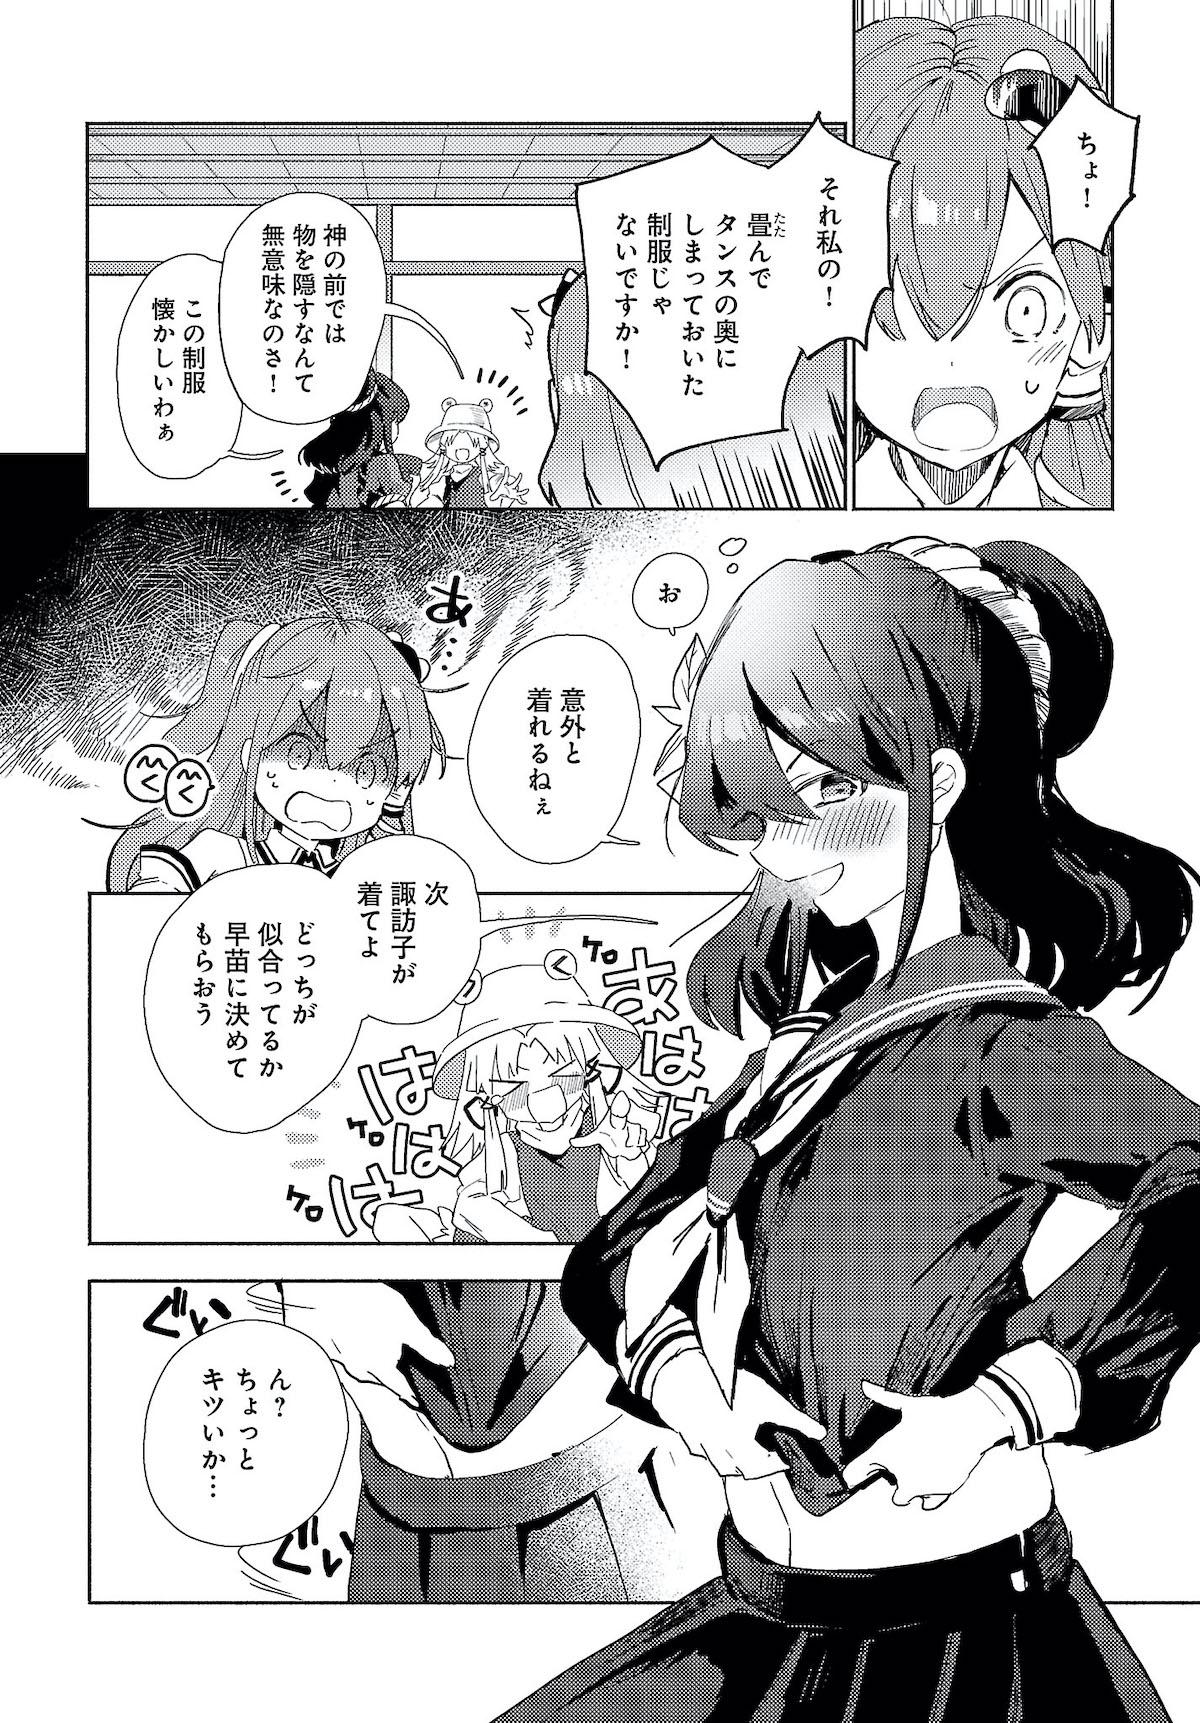 ちょ！
それ私の！
畳んで
たた
タンスの奥に
しまっておいた
制服じゃ
ないですか！
神の前では
物を隠すなんて
無意味なのさ！
この制服
懐かしいわぁ
お
意外と
着れるねぇ
あ…
次
諏訪子が
着てよ
どっちが
似合ってるか
早苗に決めて
もらおう
ケロ
ケロ
あはは
ははは
ケロ
ケロ
ん？
ちょっと
キツいか…
ぐい
ぐい